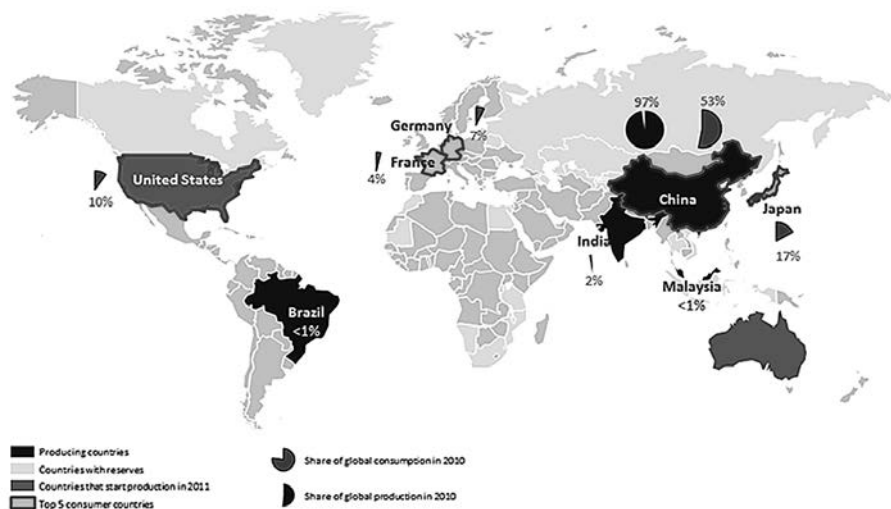 97%
53%
Germany
7%
France
4%
United States
10%
China
Japan
17%
India
2%
Malaysia
<1%
Brazil
<1%
Producing countries
Countries with reserves
Countries that start production in 2011
Top 5 consumer countries
Share of global consumption in 2010
Share of global production in 2010